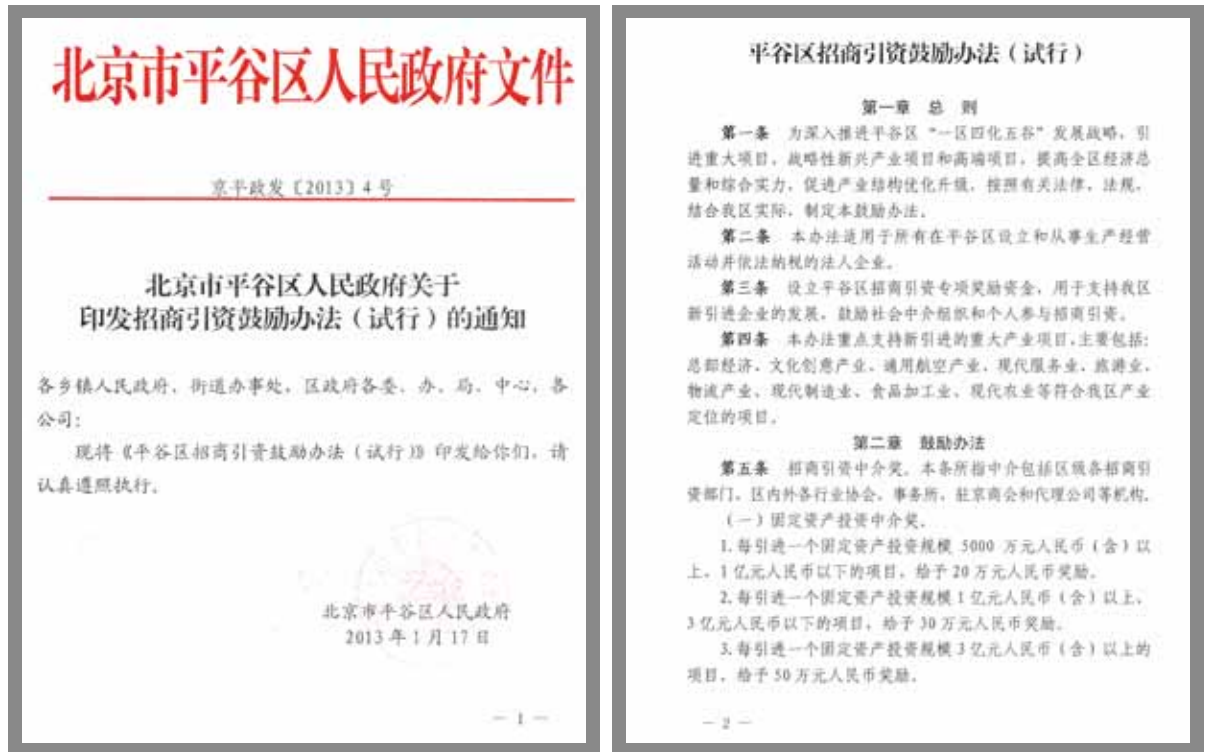 北京市平谷区人民政府文件
京平政发〔2013〕4号
北京市平谷区人民政府关于
印发招商引资鼓励办法（试行）的通知
各乡镇人民政府、街道办事处，区政府各委、办、局、中心，各
公司：
现将《平谷区招商引资鼓励办法（试行）》印发给你们，请
认真遵照执行。
北京市平谷区人民政府
2013年1月17日
— 1 —
平谷区招商引资鼓励办法（试行）
第一章 总 则
第一条 为深入推进平谷区“一区四化五谷”发展战略，引
进重大项目、战略性新兴产业项目和高端项目，提高全区经济总
量和综合实力，促进产业结构优化升级，按照有关法律、法规，
结合我区实际，制定本鼓励办法。
第二条 本办法适用于所有在平谷区设立和从事生产经营
活动并依法纳税的法人企业。
第三条 设立平谷区招商引资专项奖励资金，用于支持我区
新引进企业的发展，鼓励社会中介组织和个人参与招商引资。
第四条 本办法重点支持新引进的重大产业项目，主要包括：
总部经济、文化创意产业、通用航空产业、现代服务业、旅游业、
物流产业、现代制造业、食品加工业、现代农业等符合我区产业
定位的项目。
第二章 鼓励办法
第五条 招商引资中介奖。本条所指中介包括区级各招商引
资部门、区内外各行业协会、事务所、驻京商会和代理公司等机构。
（一）固定资产投资中介奖。
1.每引进一个固定资产投资规模 5000 万元人民币（含）以
上、1亿元人民币以下的项目，给予20万元人民币奖励。
2.每引进一个固定资产投资规模1亿元人民币（含）以上、
3亿元人民币以下的项目，给予30万元人民币奖励。
3.每引进一个固定资产投资规模3亿元人民币（含）以上的
项目，给予50万元人民币奖励。
— 2 —